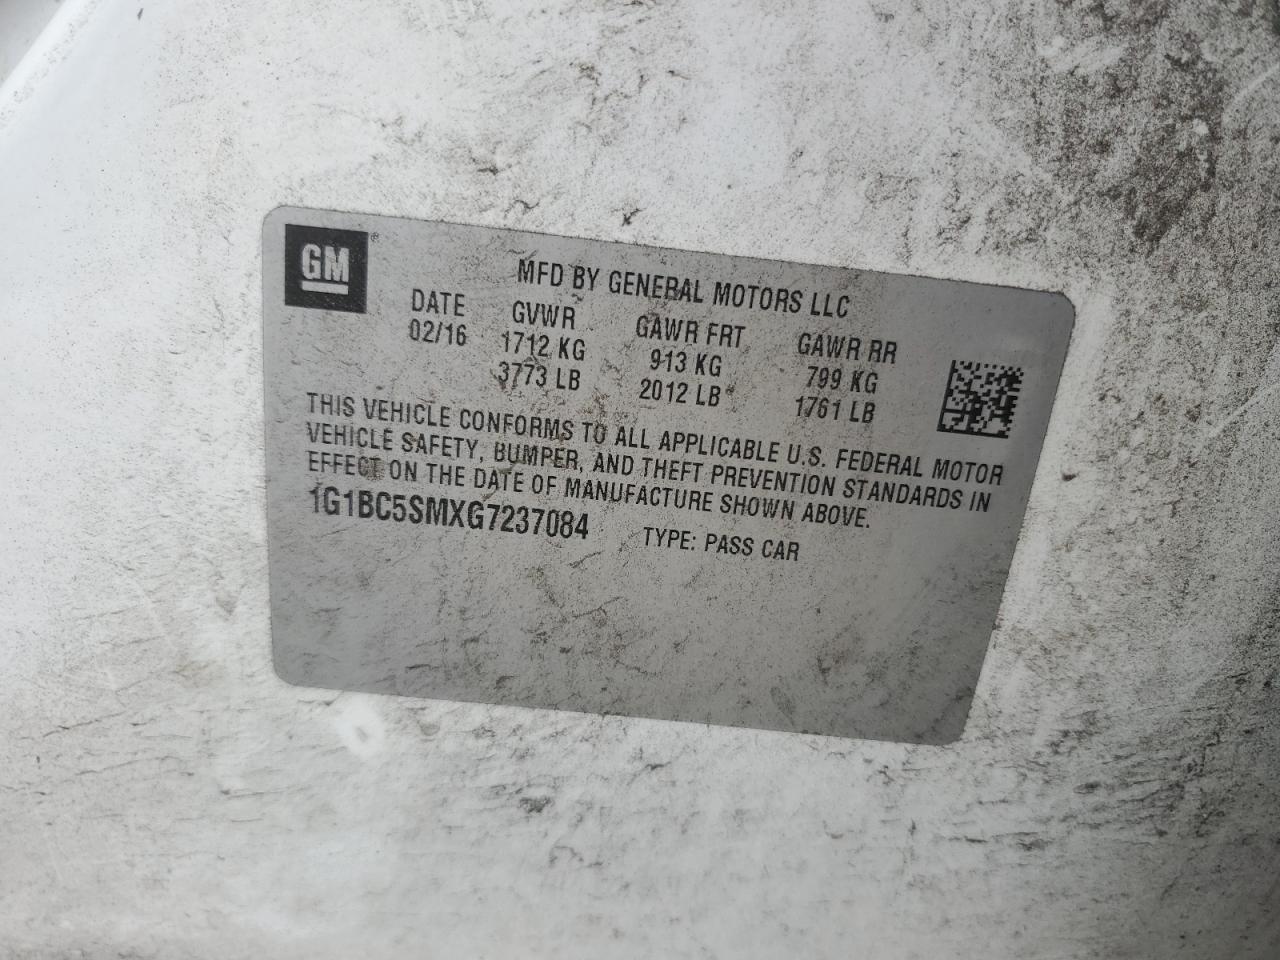 GM®
MFD BY GENERAL MOTORS LLC
DATE GVWR GAWR FRT GAWR RR
02/16 1712 KG 913 KG 799 KG
3773 LB 2012 LB 1761 LB
THIS VEHICLE CONFORMS TO ALL APPLICABLE U.S. FEDERAL MOTOR
VEHICLE SAFETY, BUMPER, AND THEFT PREVENTION STANDARDS IN
EFFECT ON THE DATE OF MANUFACTURE SHOWN ABOVE.
1G1BC5SMXG7237084 TYPE: PASS CAR